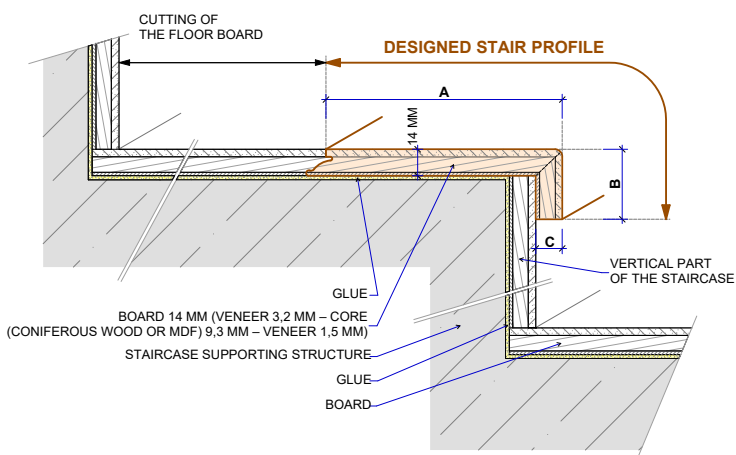 CUTTING OF
THE FLOOR BOARD
DESIGNED STAIR PROFILE
A
14 MM
B
C
VERTICAL PART
OF THE STAIRCASE
GLUE
BOARD 14 MM (VENEER 3,2 MM – CORE
(CONIFEROUS WOOD OR MDF) 9,3 MM – VENEER 1,5 MM)
STAIRCASE SUPPORTING STRUCTURE
GLUE
BOARD